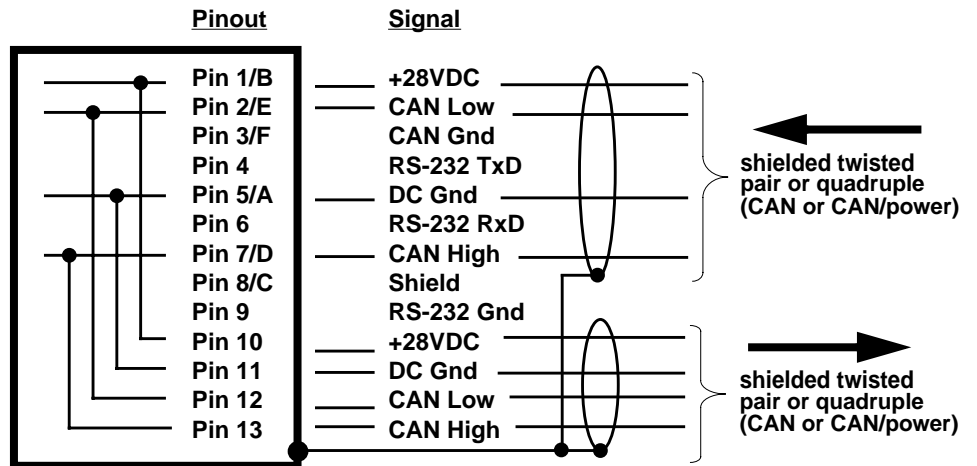 Pinout Signal
Pin 1/B +28VDC
Pin 2/E CAN Low
Pin 3/F CAN Gnd
Pin 4 RS-232 TxD
Pin 5/A DC Gnd
Pin 6 RS-232 RxD
Pin 7/D CAN High
Pin 8/C Shield
Pin 9 RS-232 Gnd
Pin 10 +28VDC
Pin 11 DC Gnd
Pin 12 CAN Low
Pin 13 CAN High
shielded twisted
pair or quadruple
(CAN or CAN/power)
shielded twisted
pair or quadruple
(CAN or CAN/power)